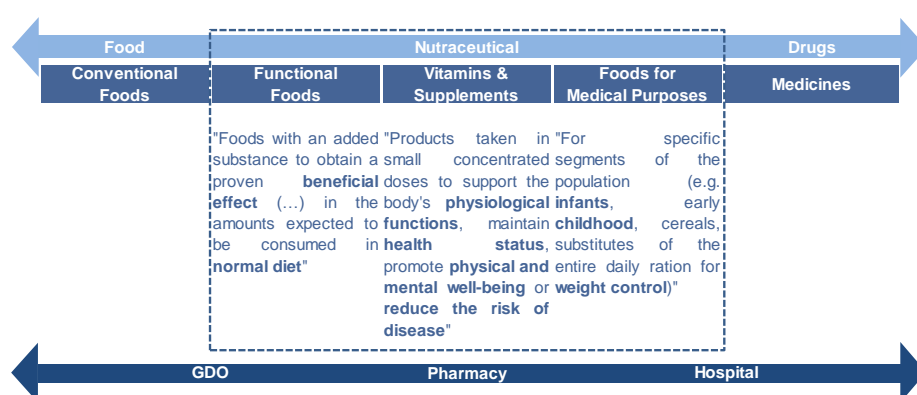 Food Nutraceutical Drugs
Conventional Foods
Functional Foods
Vitamins & Supplements
Foods for Medical Purposes
Medicines
"Foods with an added
substance to obtain a
proven beneficial
effect (…) in the
amounts expected to
be consumed in
normal diet"
"Products taken in
small concentrated
doses to support the
body's physiological
functions, maintain
health status,
promote physical and
mental well-being or
reduce the risk of
disease"
"For specific
segments of the
population (e.g.
infants, early
childhood, cereals,
substitutes of the
entire daily ration for
weight control)"
GDO Pharmacy Hospital